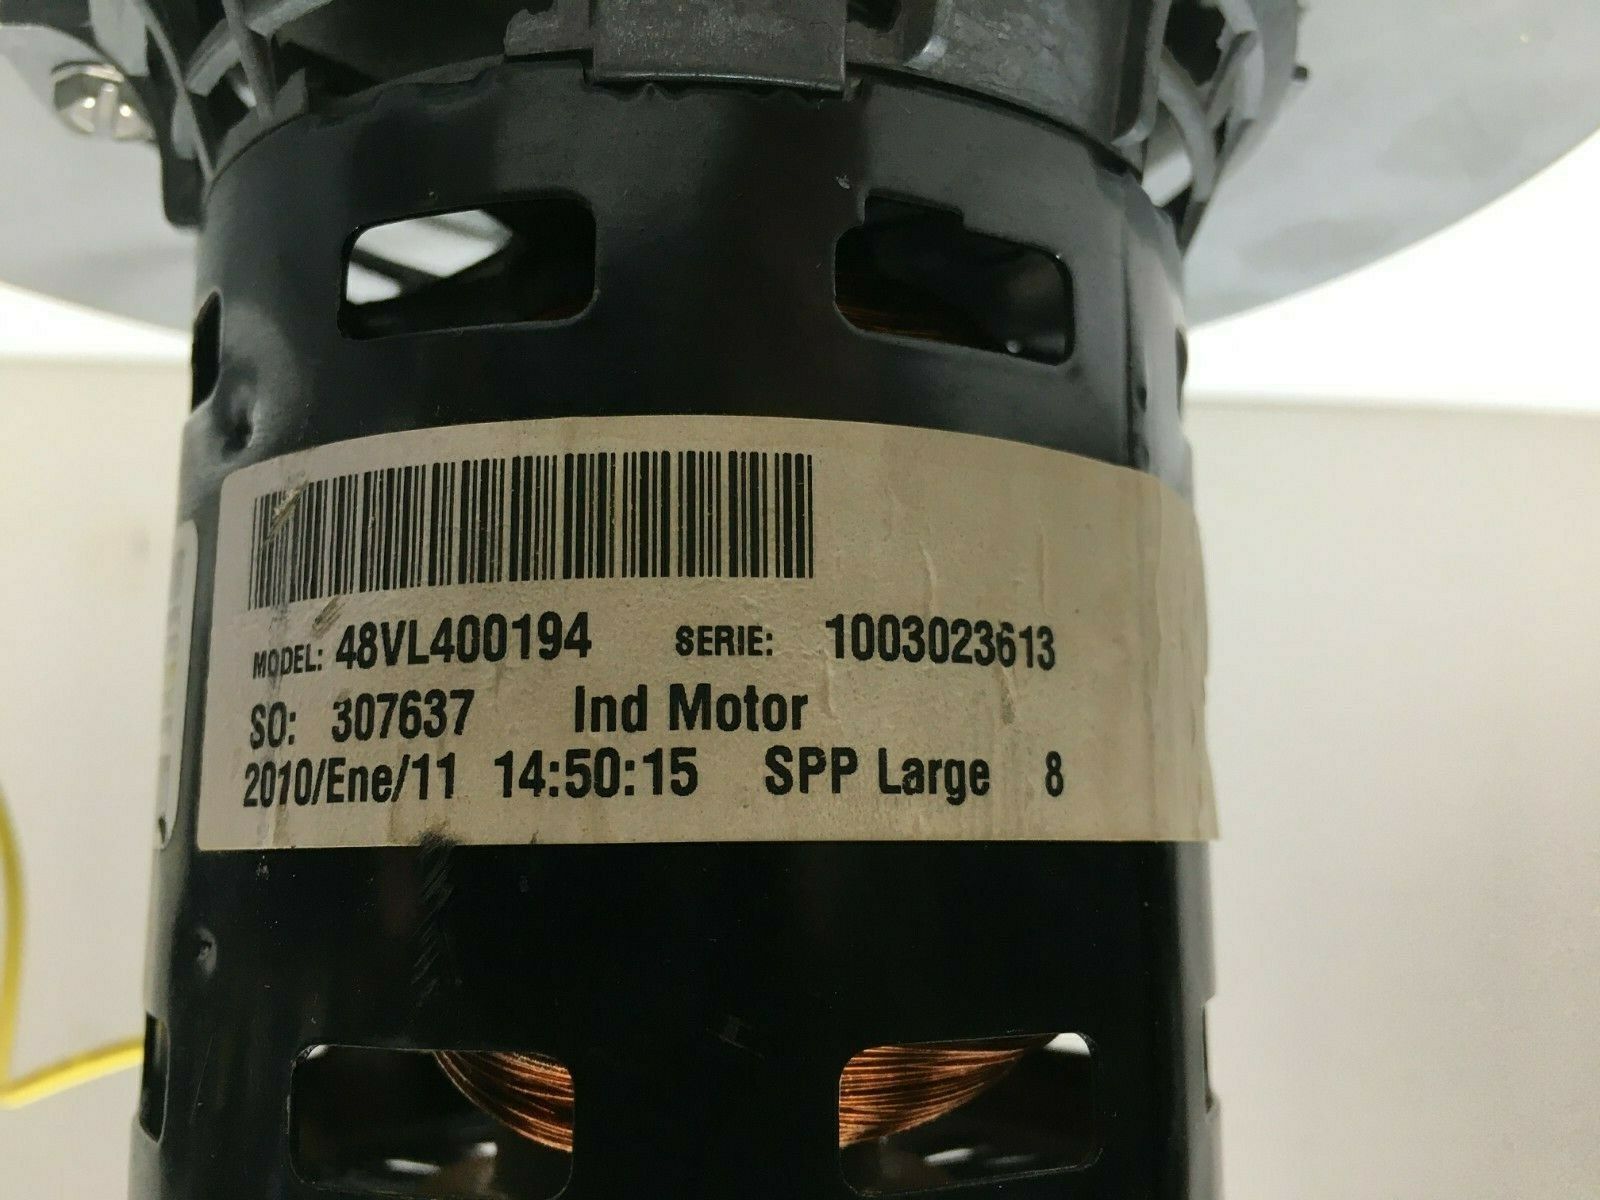 MODEL: 48VL400194 SERIE: 1003023613
SO: 307637 Ind Motor
2010/Ene/11 14:50:15 SPP Large 8